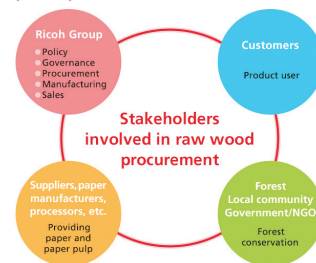 Ricoh Group
Policy
Governance
Procurement
Manufacturing
Sales
Customers
Product user
Stakeholders
involved in raw wood
procurement
Suppliers, paper
manufacturers,
processors, etc.
Providing
paper and
paper pulp
Forest
Local community
Government/NGO
Forest
conservation